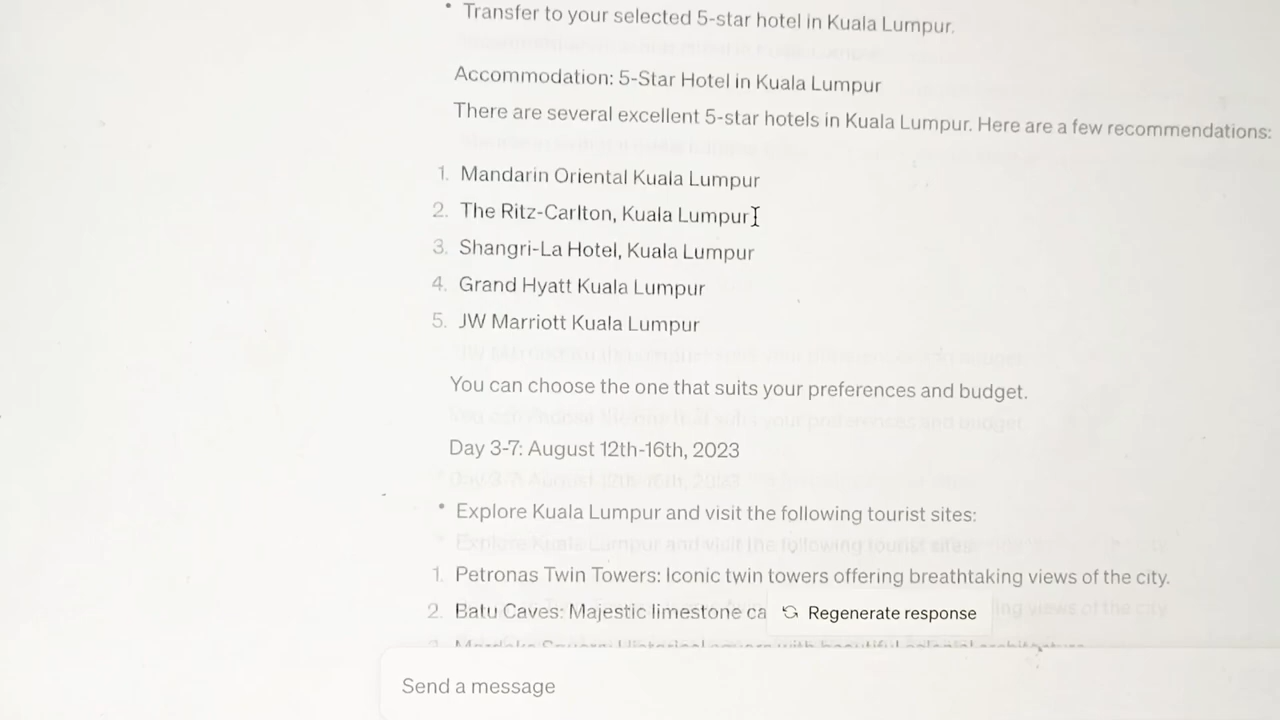 • Transfer to your selected 5-star hotel in Kuala Lumpur.
Accommodation: 5-Star Hotel in Kuala Lumpur
There are several excellent 5-star hotels in Kuala Lumpur. Here are a few recommendations:
1. Mandarin Oriental Kuala Lumpur
2. The Ritz-Carlton, Kuala Lumpur
3. Shangri-La Hotel, Kuala Lumpur
4. Grand Hyatt Kuala Lumpur
5. JW Marriott Kuala Lumpur
You can choose the one that suits your preferences and budget.
Day 3-7: August 12th-16th, 2023
• Explore Kuala Lumpur and visit the following tourist sites:
1. Petronas Twin Towers: Iconic twin towers offering breathtaking views of the city.
2. Batu Caves: Majestic limestone ca
Regenerate response
Send a message